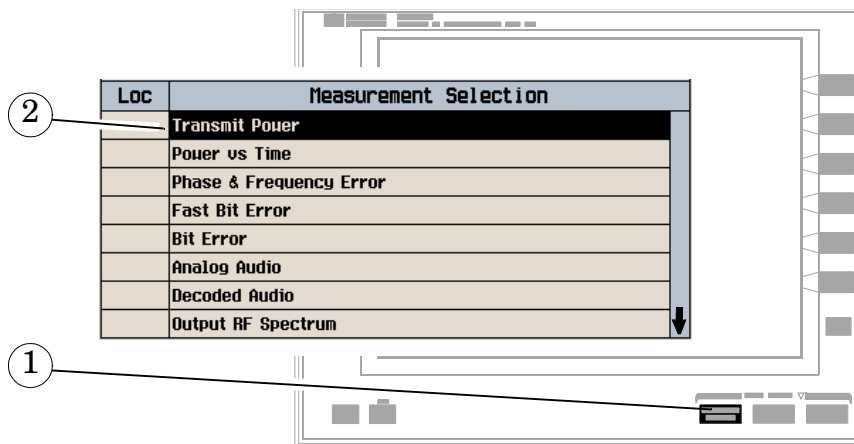 Loc Measurement Selection
2
Transmit Power
Power vs Time
Phase & Frequency Error
Fast Bit Error
Bit Error
Analog Audio
Decoded Audio
Output RF Spectrum
1